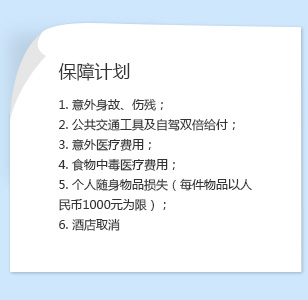 保障计划
1. 意外身故、伤残；
2. 公共交通工具及自驾双倍给付；
3. 意外医疗费用；
4. 食物中毒医疗费用；
5. 个人随身物品损失（每件物品以人
民币1000元为限）；
6. 酒店取消